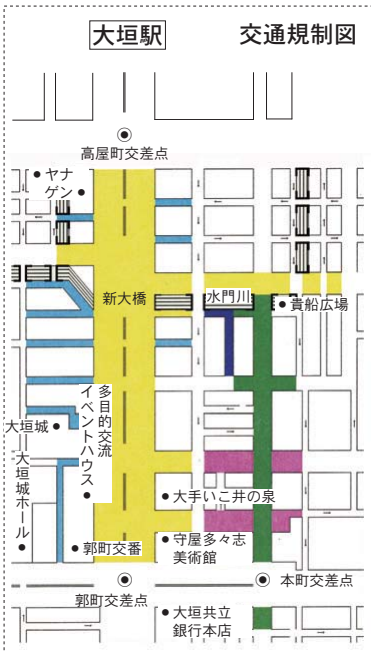 大垣駅
交通規制図
高屋町交差点
ヤナ
ゲン
新大橋
水門川
貴船広場
多目的交流
イベントハウス
大垣城
大垣城ホール
大手いこ井の泉
守屋多々志
美術館
郭町交番
郭町交差点
本町交差点
大垣共立
銀行本店